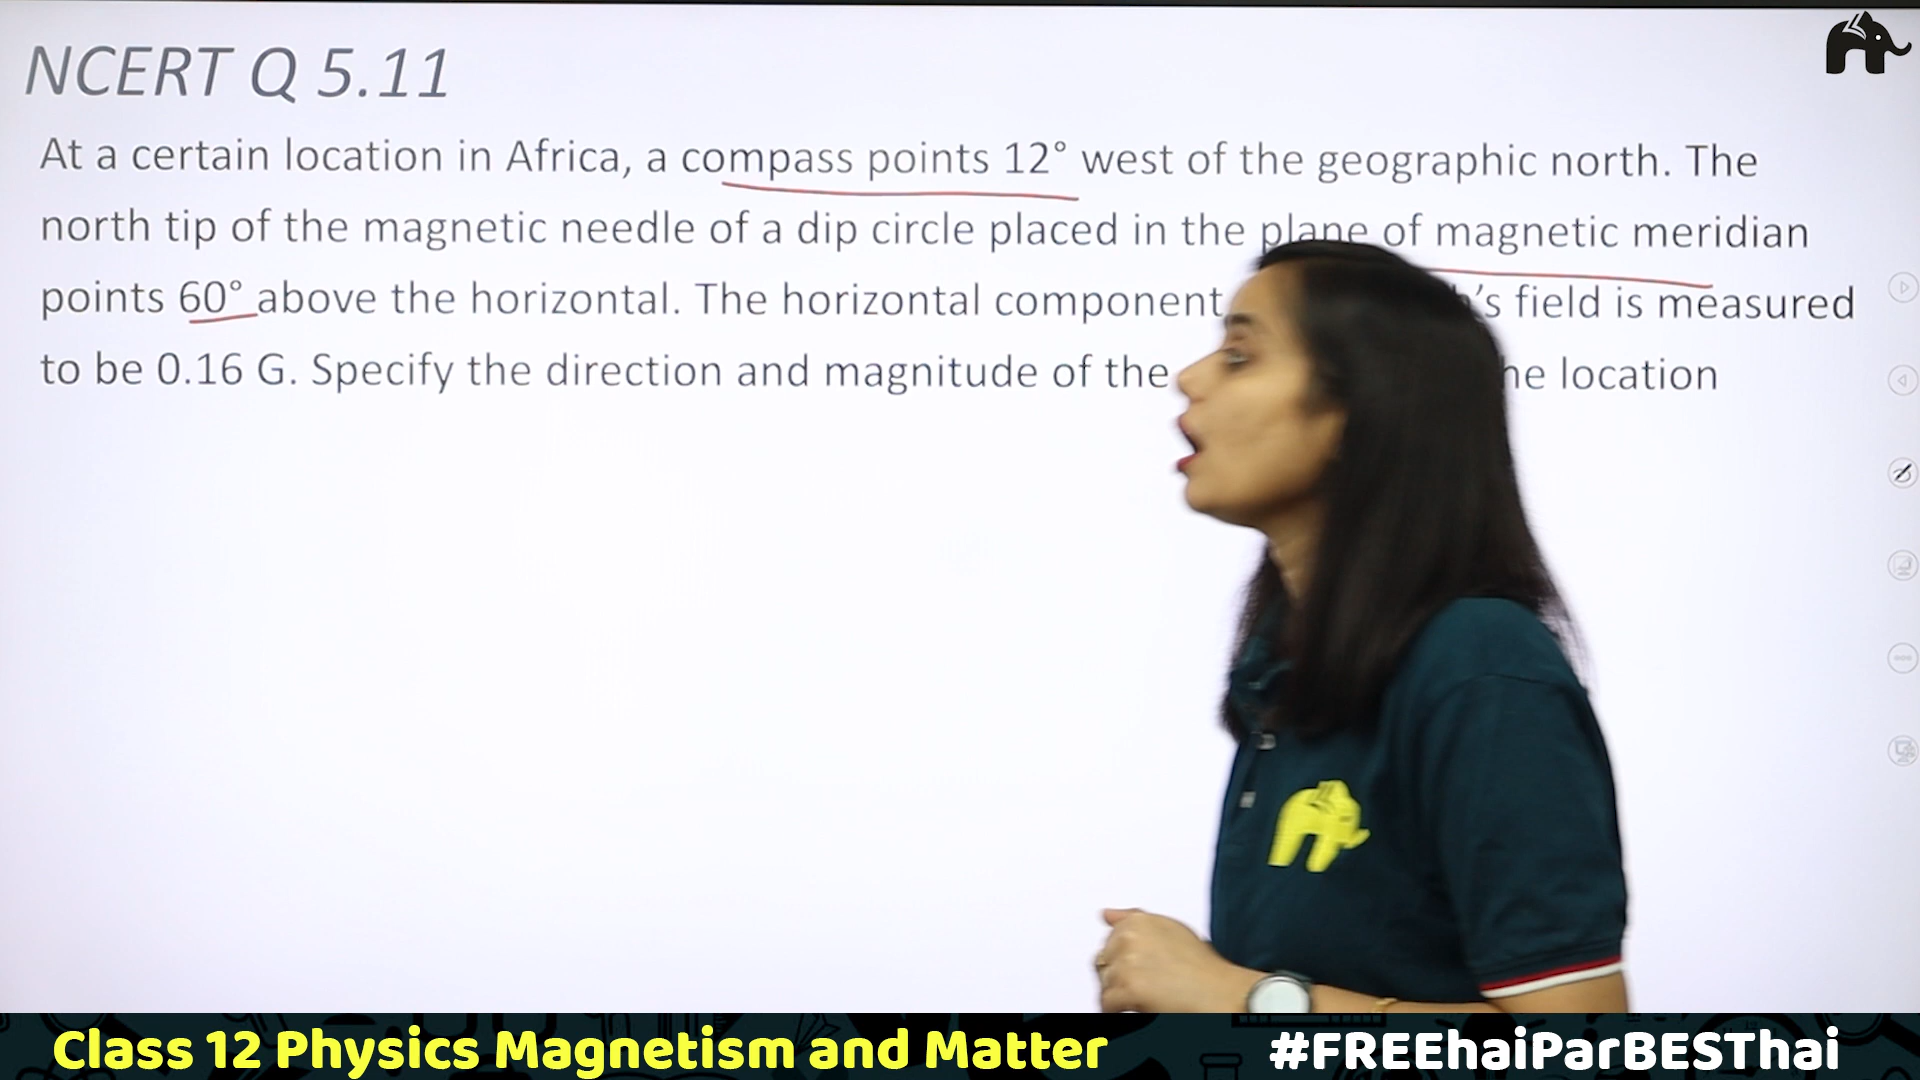 NCERT Q 5.11
At a certain location in Africa, a compass points 12° west of the geographic north. The
north tip of the magnetic needle of a dip circle placed in the plane of magnetic meridian
points 60° above the horizontal. The horizontal component 's field is measured
to be 0.16 G. Specify the direction and magnitude of the location
Class 12 Physics Magnetism and Matter
#FREEhaiParBESThai